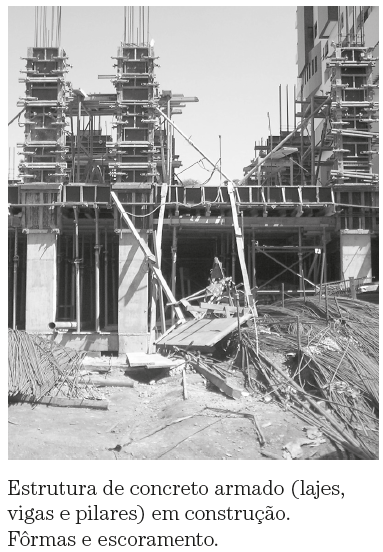 Estrutura de concreto armado (lajes,
vigas e pilares) em construção.
Fôrmas e escoramento.